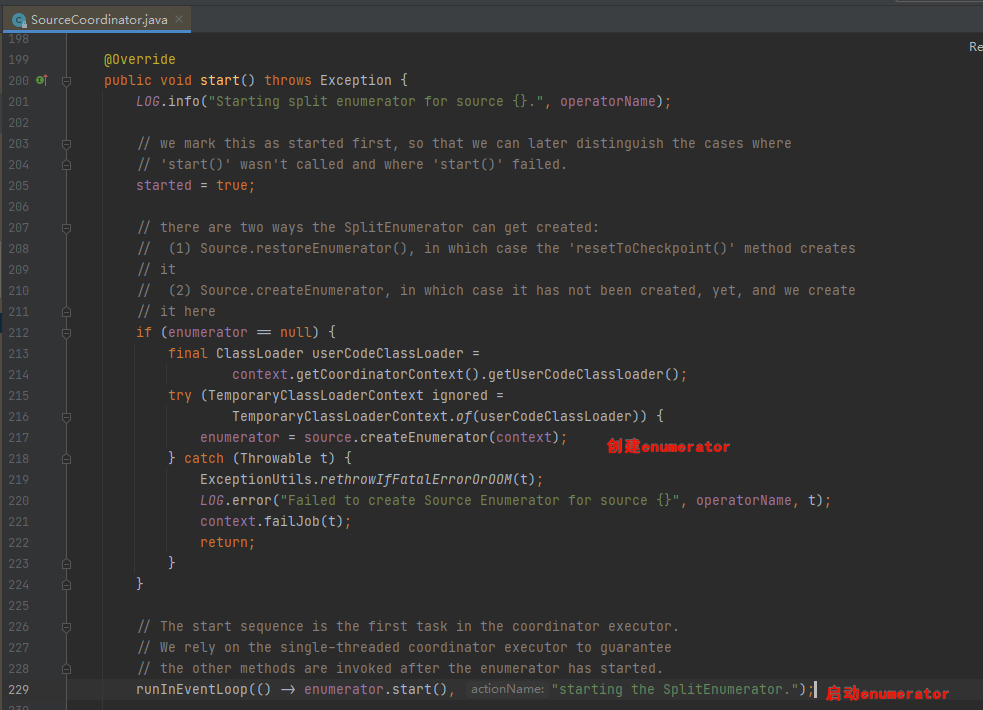 SourceCoordinator.java ×
198
Re
199 @Override
200 public void start() throws Exception {
201 LOG.info("Starting split enumerator for source {}.", operatorName);
202
203 // we mark this as started first, so that we can later distinguish the cases where
204 // 'start()' wasn't called and where 'start()' failed.
205 started = true;
206
207 // there are two ways the SplitEnumerator can get created:
208 // (1) Source.restoreEnumerator(), in which case the 'resetToCheckpoint()' method creates
209 // it
210 // (2) Source.createEnumerator, in which case it has not been created, yet, and we create
211 // it here
212 if (enumerator == null) {
213 final ClassLoader userCodeClassLoader =
214 context.getCoordinatorContext().getUserCodeClassloader();
215 try (TemporaryClassLoaderContext ignored =
216 TemporaryClassLoaderContext.of(userCodeClassLoader)) {
217 enumerator = source.createEnumerator(context); 创建enumerator
218 } catch (Throwable t) {
219 ExceptionUtils.rethrowIfFatalErrorOrOOM(t);
220 LOG.error("Failed to create Source Enumerator for source {}", operatorName, t);
221 context.failJob(t);
222 return;
223 }
224 }
225
226 // The start sequence is the first task in the coordinator executor.
227 // We rely on the single-threaded coordinator executor to guarantee
228 // the other methods are invoked after the enumerator has started.
229 runInEventLoop(() -> enumerator.start(), actionName: "starting the SplitEnumerator."); 启动enumerator
230